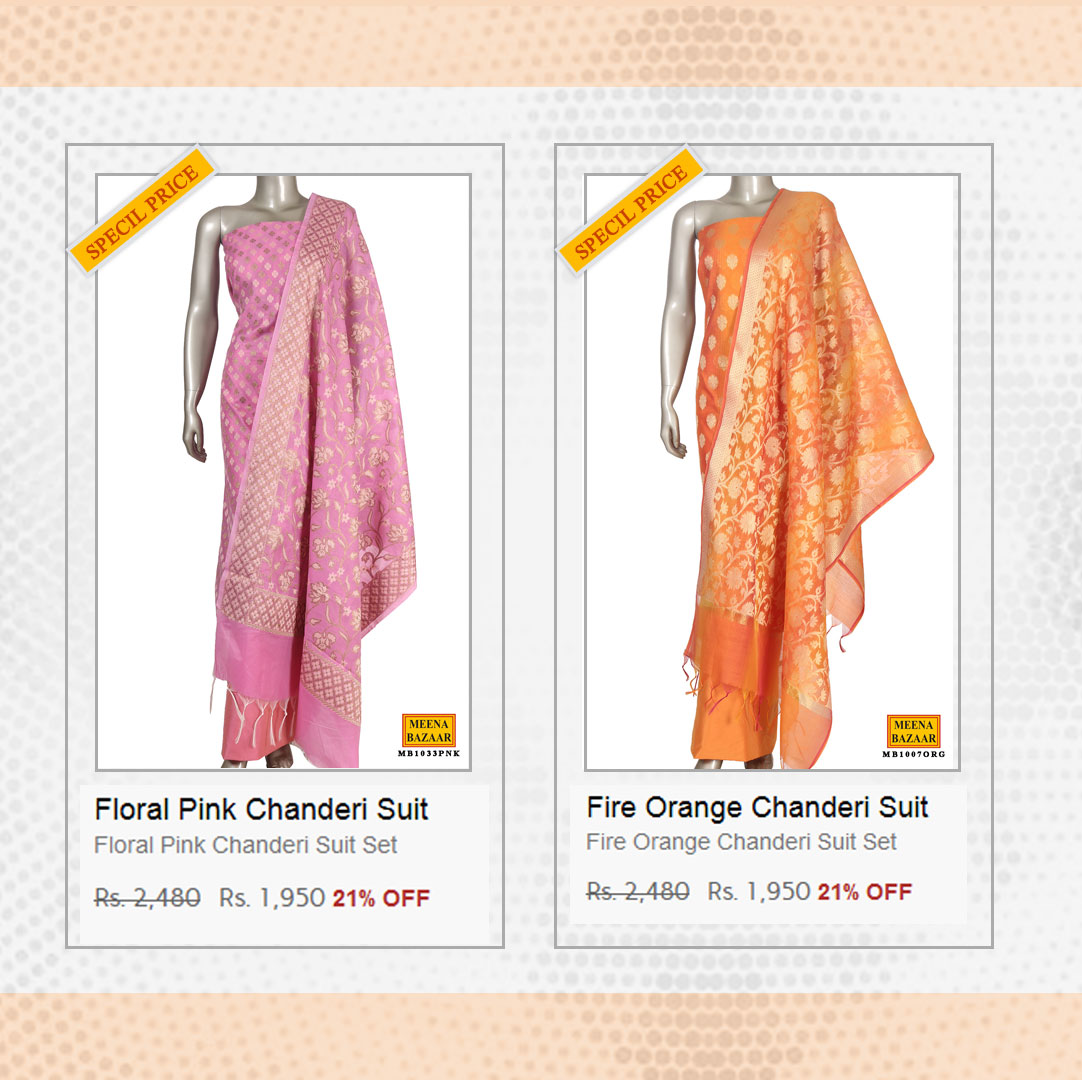 SPECIL PRICE
MEENA
BAZAAR
MB1033PNK
Floral Pink Chanderi Suit
Floral Pink Chanderi Suit Set
Rs. 2,480 Rs. 1,950 21% OFF
SPECIL PRICE
MEENA
BAZAAR
MB1007ORG
Fire Orange Chanderi Suit
Fire Orange Chanderi Suit Set
Rs. 2,480 Rs. 1,950 21% OFF